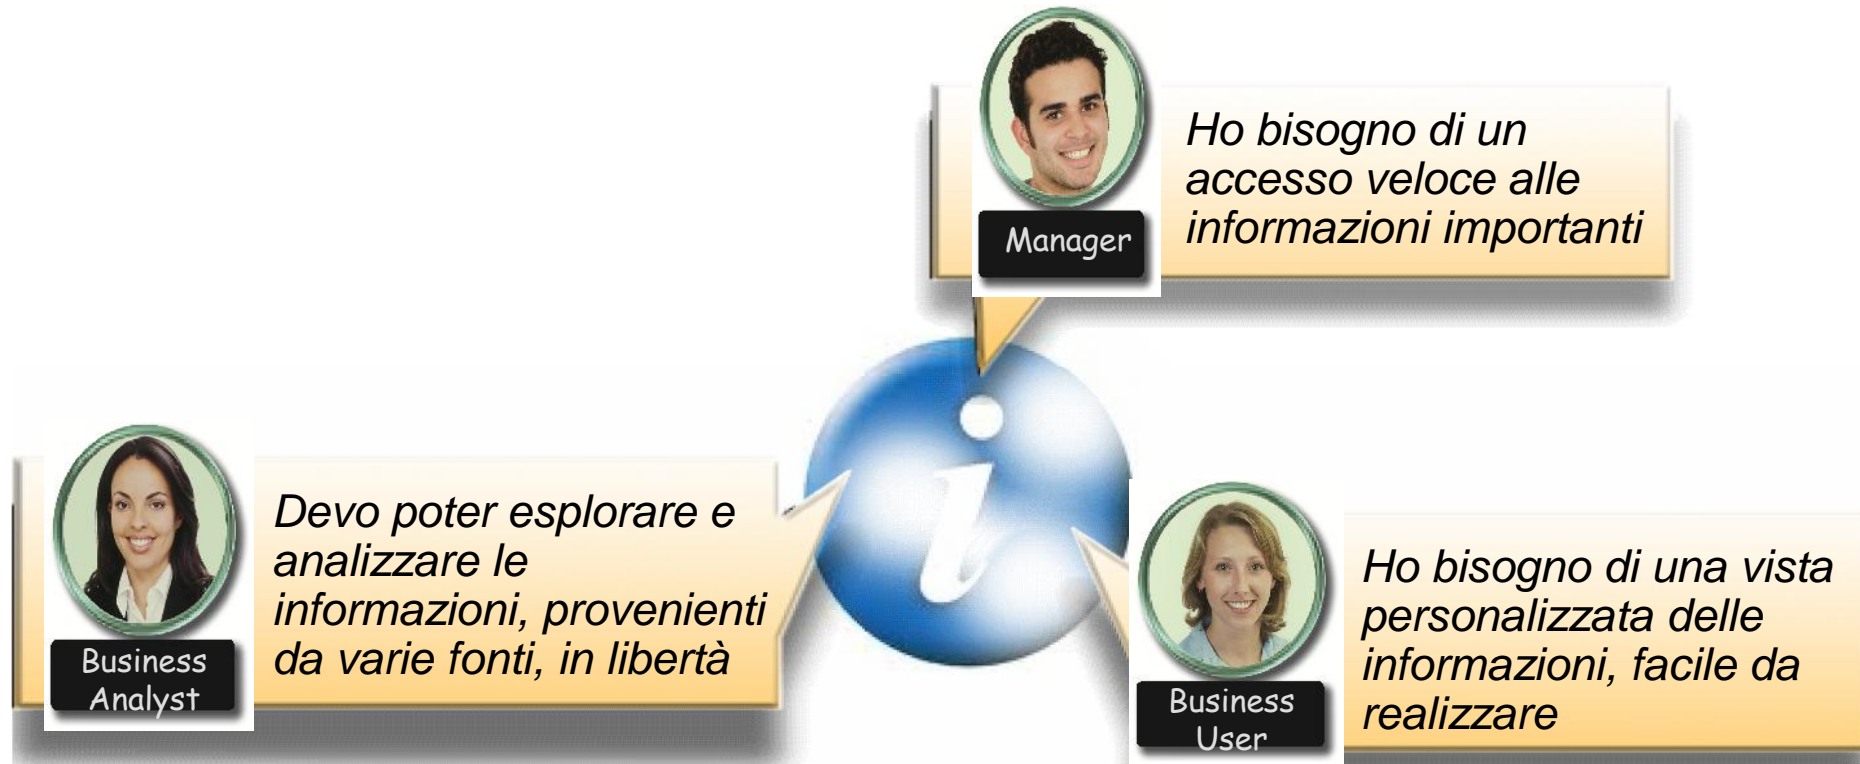 Ho bisogno di un
accesso veloce alle
informazioni importanti
Manager
Devo poter esplorare e
analizzare le
informazioni, provenienti
da varie fonti, in libertà
Business
Analyst
i
Ho bisogno di una vista
personalizzata delle
informazioni, facile da
realizzare
Business
User